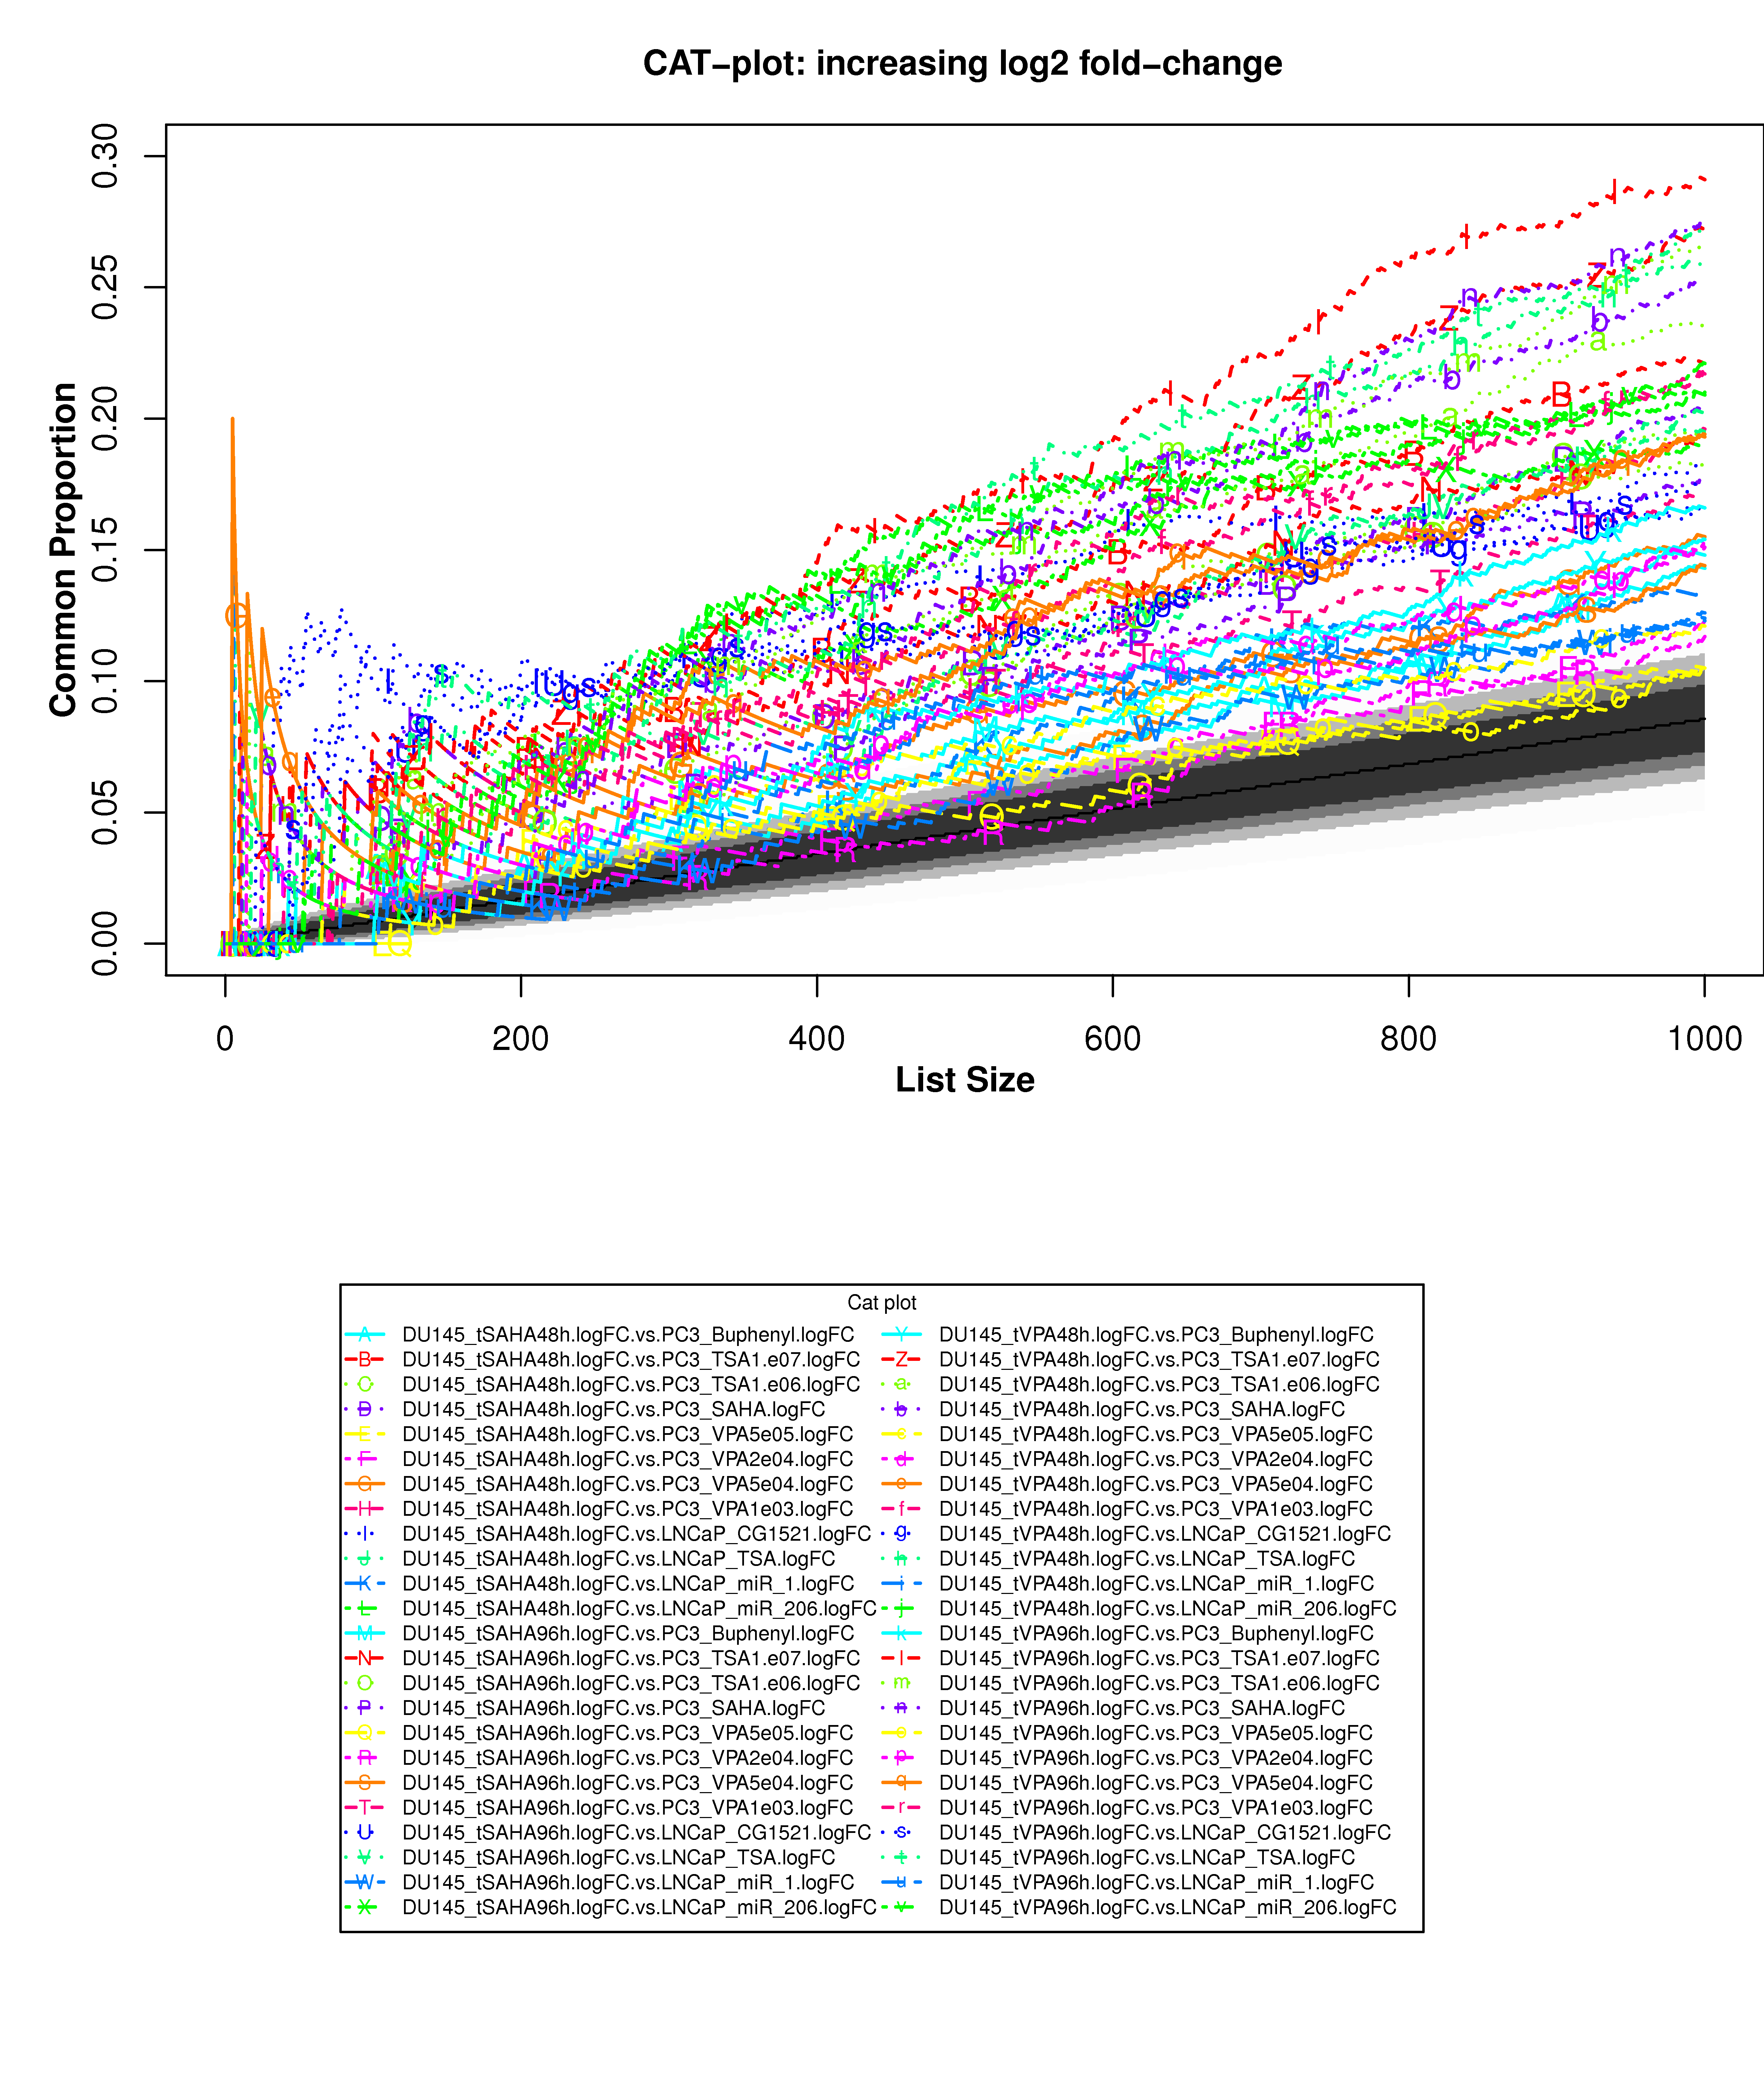 CAT−plot: increasing log2 fold−change
Common Proportion
0.30
0.25
0.20
0.15
0.10
0.05
0.00
0 200 400 600 800 1000
List Size
Cat plot
A DU145_tSAHA48h.logFC.vs.PC3_Buphenyl.logFC Y DU145_tVPA48h.logFC.vs.PC3_Buphenyl.logFC
B DU145_tSAHA48h.logFC.vs.PC3_TSA1.e07.logFC Z DU145_tVPA48h.logFC.vs.PC3_TSA1.e07.logFC
C DU145_tSAHA48h.logFC.vs.PC3_TSA1.e06.logFC a DU145_tVPA48h.logFC.vs.PC3_TSA1.e06.logFC
D DU145_tSAHA48h.logFC.vs.PC3_SAHA.logFC b DU145_tVPA48h.logFC.vs.PC3_SAHA.logFC
E DU145_tSAHA48h.logFC.vs.PC3_VPA5e05.logFC c DU145_tVPA48h.logFC.vs.PC3_VPA5e05.logFC
F DU145_tSAHA48h.logFC.vs.PC3_VPA2e04.logFC d DU145_tVPA48h.logFC.vs.PC3_VPA2e04.logFC
G DU145_tSAHA48h.logFC.vs.PC3_VPA5e04.logFC e DU145_tVPA48h.logFC.vs.PC3_VPA5e04.logFC
H DU145_tSAHA48h.logFC.vs.PC3_VPA1e03.logFC f DU145_tVPA48h.logFC.vs.PC3_VPA1e03.logFC
I DU145_tSAHA48h.logFC.vs.LNCaP_CG1521.logFC g DU145_tVPA48h.logFC.vs.LNCaP_CG1521.logFC
J DU145_tSAHA48h.logFC.vs.LNCaP_TSA.logFC h DU145_tVPA48h.logFC.vs.LNCaP_TSA.logFC
K DU145_tSAHA48h.logFC.vs.LNCaP_miR_1.logFC i DU145_tVPA48h.logFC.vs.LNCaP_miR_1.logFC
L DU145_tSAHA48h.logFC.vs.LNCaP_miR_206.logFC j DU145_tVPA48h.logFC.vs.LNCaP_miR_206.logFC
M DU145_tSAHA96h.logFC.vs.PC3_Buphenyl.logFC k DU145_tVPA96h.logFC.vs.PC3_Buphenyl.logFC
N DU145_tSAHA96h.logFC.vs.PC3_TSA1.e07.logFC l DU145_tVPA96h.logFC.vs.PC3_TSA1.e07.logFC
O DU145_tSAHA96h.logFC.vs.PC3_TSA1.e06.logFC m DU145_tVPA96h.logFC.vs.PC3_TSA1.e06.logFC
P DU145_tSAHA96h.logFC.vs.PC3_SAHA.logFC n DU145_tVPA96h.logFC.vs.PC3_SAHA.logFC
Q DU145_tSAHA96h.logFC.vs.PC3_VPA5e05.logFC o DU145_tVPA96h.logFC.vs.PC3_VPA5e05.logFC
R DU145_tSAHA96h.logFC.vs.PC3_VPA2e04.logFC p DU145_tVPA96h.logFC.vs.PC3_VPA2e04.logFC
S DU145_tSAHA96h.logFC.vs.PC3_VPA5e04.logFC q DU145_tVPA96h.logFC.vs.PC3_VPA5e04.logFC
T DU145_tSAHA96h.logFC.vs.PC3_VPA1e03.logFC r DU145_tVPA96h.logFC.vs.PC3_VPA1e03.logFC
U DU145_tSAHA96h.logFC.vs.LNCaP_CG1521.logFC s DU145_tVPA96h.logFC.vs.LNCaP_CG1521.logFC
V DU145_tSAHA96h.logFC.vs.LNCaP_TSA.logFC t DU145_tVPA96h.logFC.vs.LNCaP_TSA.logFC
W DU145_tSAHA96h.logFC.vs.LNCaP_miR_1.logFC u DU145_tVPA96h.logFC.vs.LNCaP_miR_1.logFC
X DU145_tSAHA96h.logFC.vs.LNCaP_miR_206.logFC v DU145_tVPA96h.logFC.vs.LNCaP_miR_206.logFC